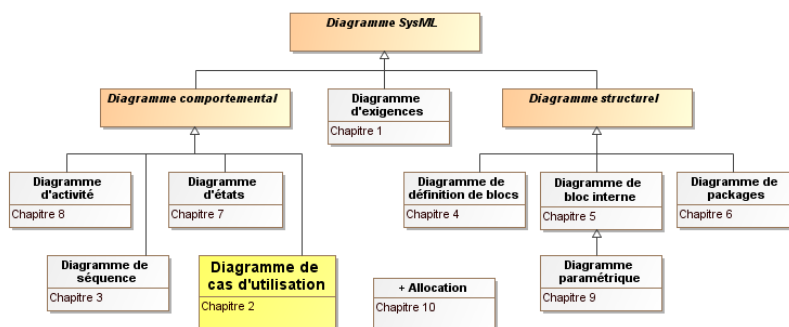 Diagramme SysML
Diagramme comportemental
Diagramme
d'exigences
Chapitre 1
Diagramme structurel
Diagramme
d'activité
Chapitre 8
Diagramme
d'états
Chapitre 7
Diagramme de
définition de blocs
Chapitre 4
Diagramme de
bloc interne
Chapitre 5
Diagramme de
packages
Chapitre 6
Diagramme de
séquence
Chapitre 3
Diagramme de
cas d'utilisation
Chapitre 2
+ Allocation
Chapitre 10
Diagramme
paramétrique
Chapitre 9